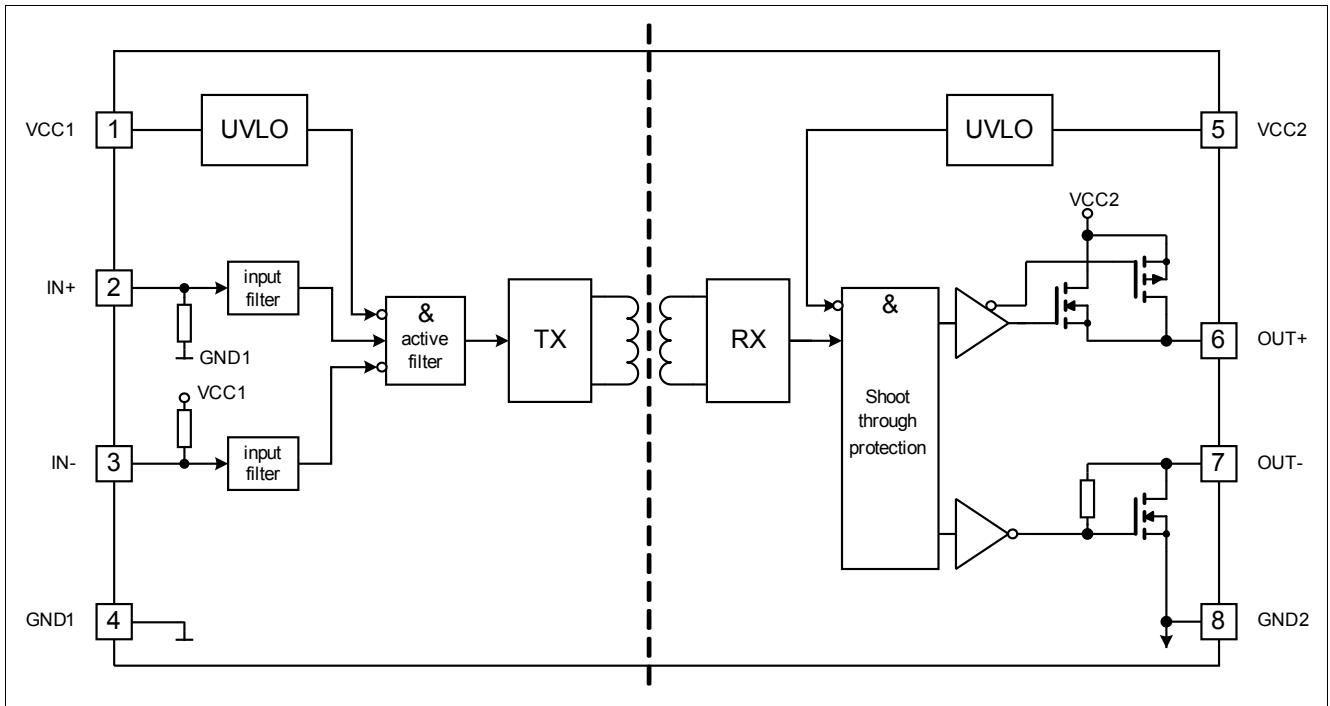 VCC1
1
UVLO
UVLO
5
VCC2
VCC2
IN+
2
input
filter
GND1
&
active
filter
TX
RX
&
Shoot
through
protection
6
OUT+
VCC1
IN-
3
input
filter
7
OUT-
GND1
4
8
GND2